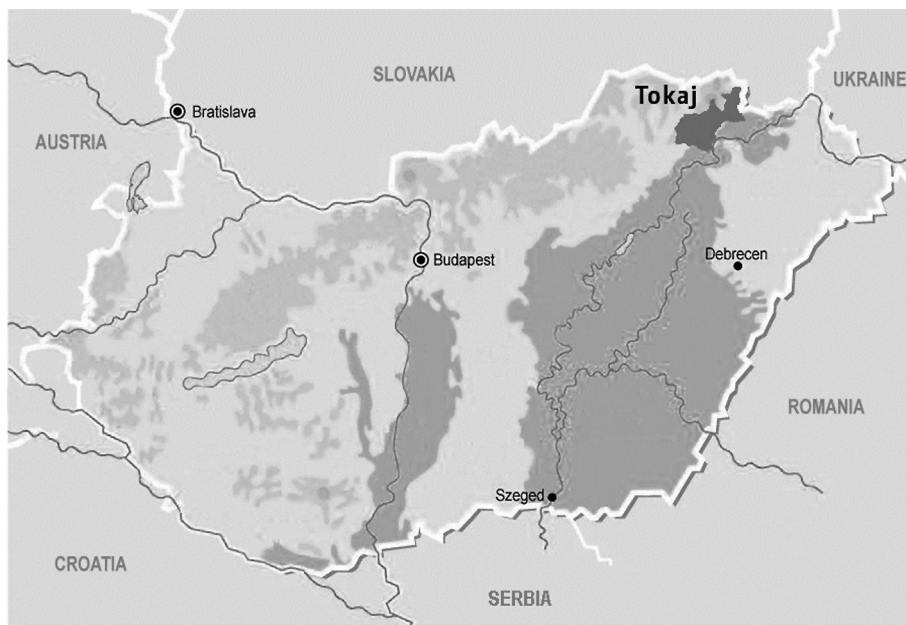 SLOVAKIA
UKRAINE
Tokaj
Bratislava
AUSTRIA
Budapest
Debrecen
ROMANIA
Szeged
CROATIA
SERBIA